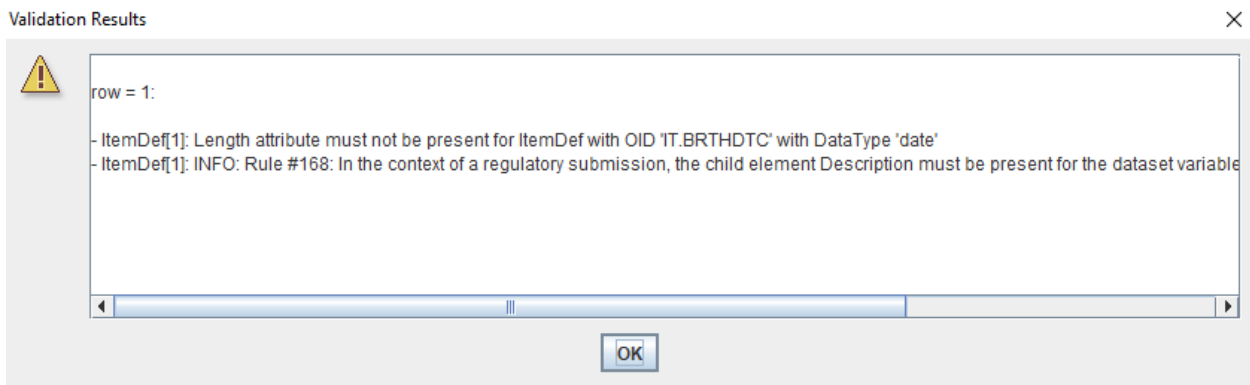 Validation Results
row = 1:
- ItemDef[1]: Length attribute must not be present for ItemDef with OID 'IT.BRTHDTC' with DataType 'date'
- ItemDef[1]: INFO: Rule #168: In the context of a regulatory submission, the child element Description must be present for the dataset variable
OK